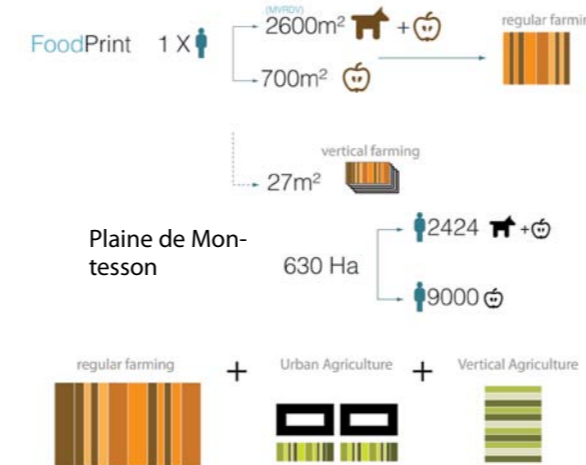 (MVRDV)
FoodPrint 1 X 2600m² +
regular farmin
700m²
vertical farming
27m²
Plaine de Mon-
tesson
630 Ha
2424 +
9000
regular farming + Urban Agriculture + Vertical Agriculture